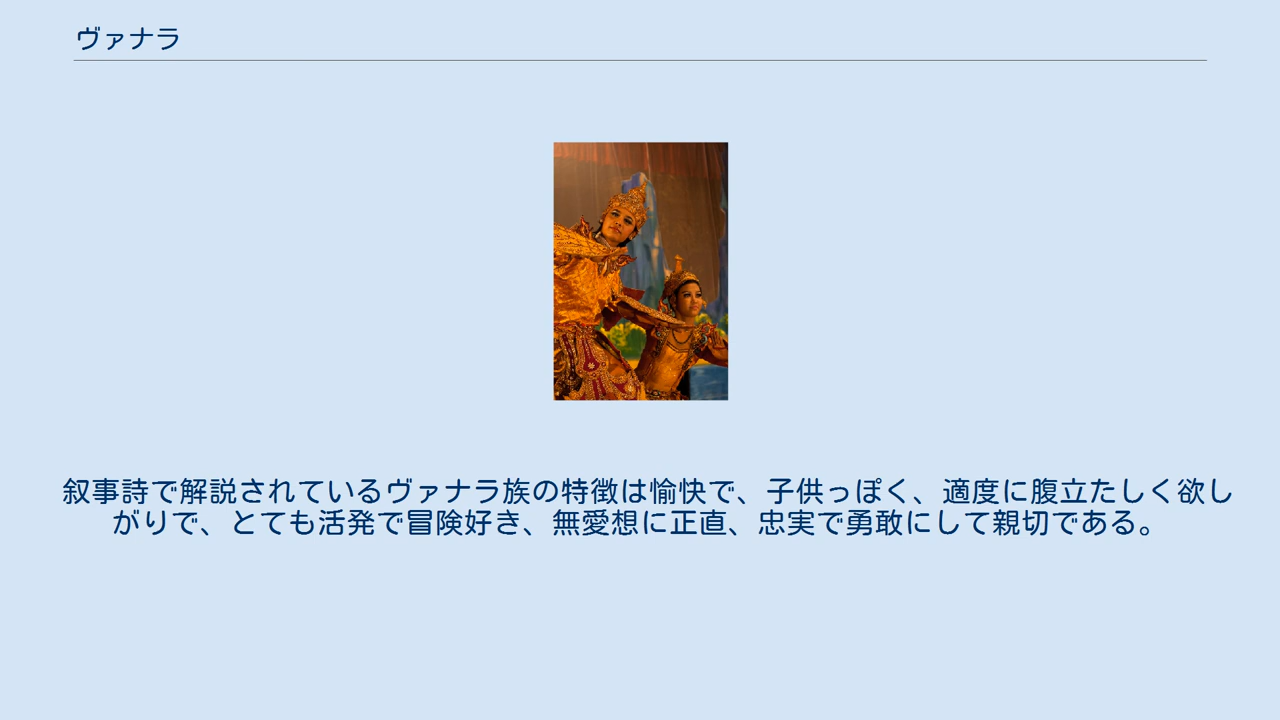 ヴァナラ
叙事詩で解説されているヴァナラ族の特徴は愉快で、子供っぽく、適度に腹立たしく欲し
がりで、とても活発で冒険好き、無愛想に正直、忠実で勇敢にして親切である。